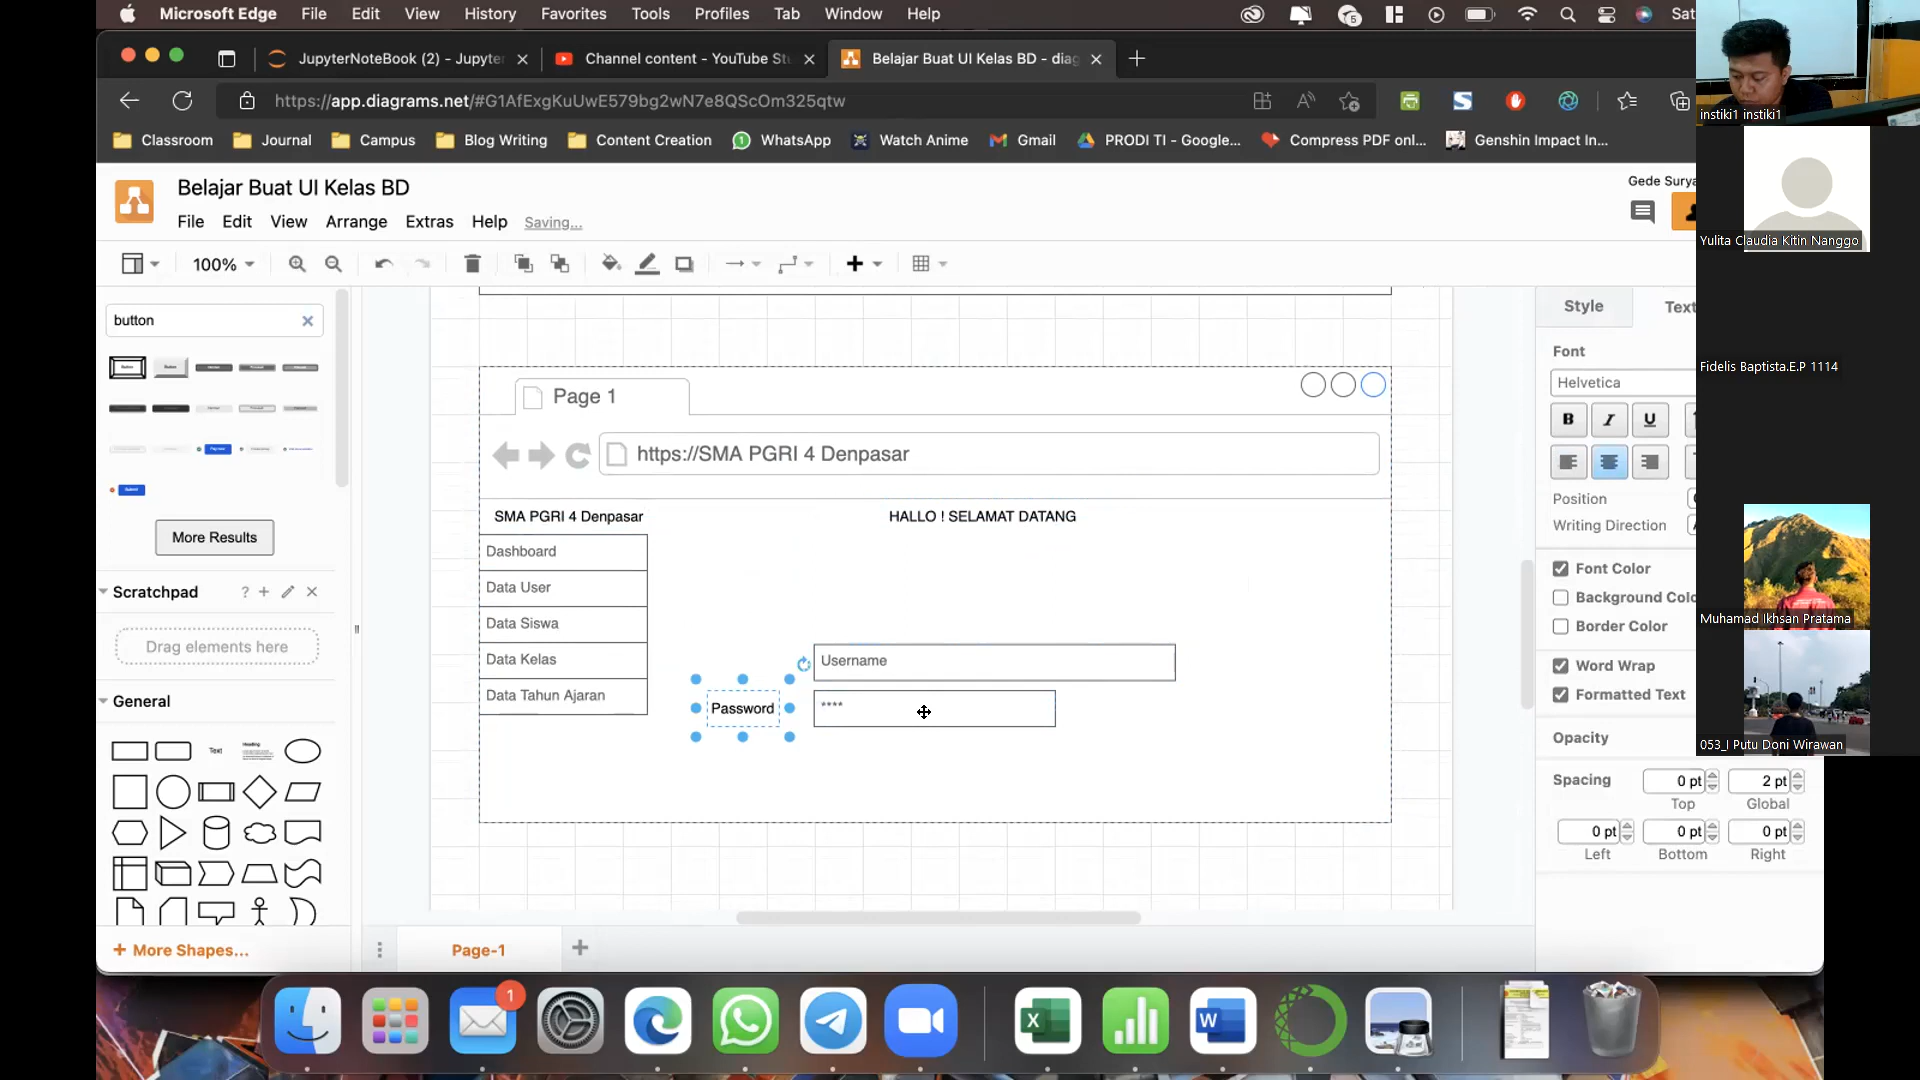 Microsoft Edge File Edit View History Favorites Tools Profiles Tab Window Help 5 Sat
JupyterNoteBook (2) - Jupyter
Channel content - YouTube St
Belajar Buat UI Kelas BD - diag
https://app.diagrams.net/#G1AfExgKuUwE579bg2wN7e8QScOm325qtw
Classroom Journal Campus Blog Writing Content Creation WhatsApp Watch Anime Gmail PRODI TI - Google... Compress PDF onl... Genshin Impact In...
Belajar Buat UI Kelas BD
Gede Surya
File Edit View Arrange Extras Help Saving...
100%
button
More Results
Scratchpad
?
Drag elements here
General
Text
Heading
+ More Shapes...
Page 1
https://SMA PGRI 4 Denpasar
SMA PGRI 4 Denpasar
HALLO ! SELAMAT DATANG
Dashboard
Data User
Data Siswa
Data Kelas
Data Tahun Ajaran
Username
Password
****
Page-1
Style
Text
Font
Helvetica
B I U
Position
Writing Direction
Font Color
Background Colo
Border Color
Word Wrap
Formatted Text
Opacity
Spacing
0 pt
2 pt
Top
Global
0 pt
0 pt
0 pt
Left
Bottom
Right
instiki1 instiki1
Yulita Claudia Kitin Nanggo
Fidelis Baptista.E.P 1114
Muhamad Ikhsan Pratama
053_I Putu Doni Wirawan
1
X
W